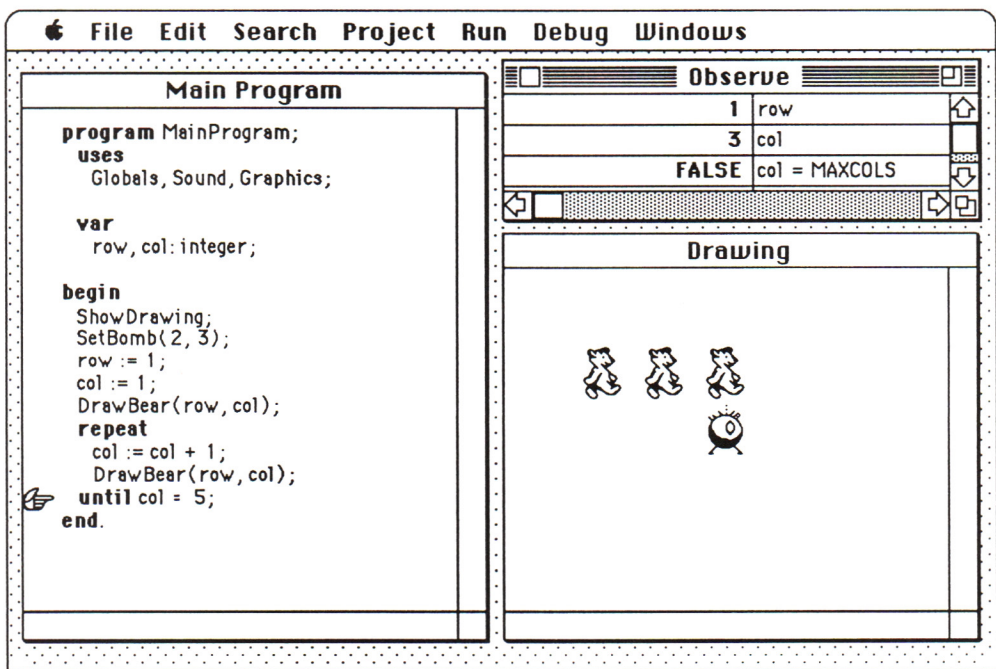 File Edit Search Project Run Debug Windows
Main Program
program MainProgram;
uses
Globals, Sound, Graphics;
var
row, col: integer;
begin
ShowDrawing;
SetBomb(2, 3);
row := 1;
col := 1;
DrawBear(row, col);
repeat
col := col + 1;
DrawBear(row, col);
until col = 5;
end.
Observe
1 row
3 col
FALSE col = MAXCOLS
Drawing